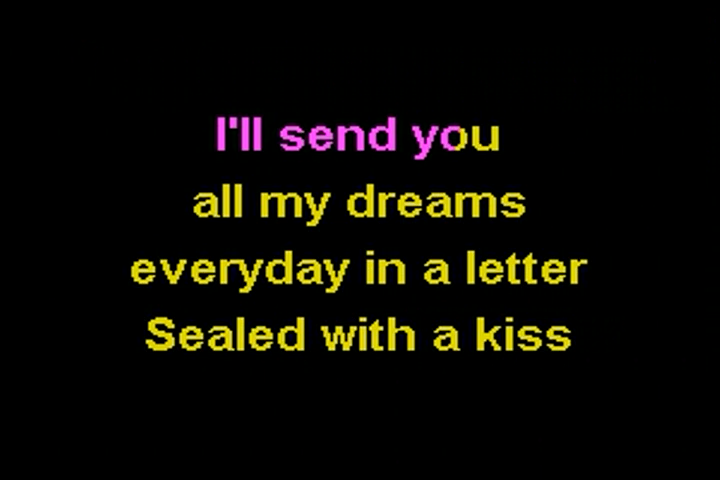 I'll send you
all my dreams
everyday in a letter
Sealed with a kiss